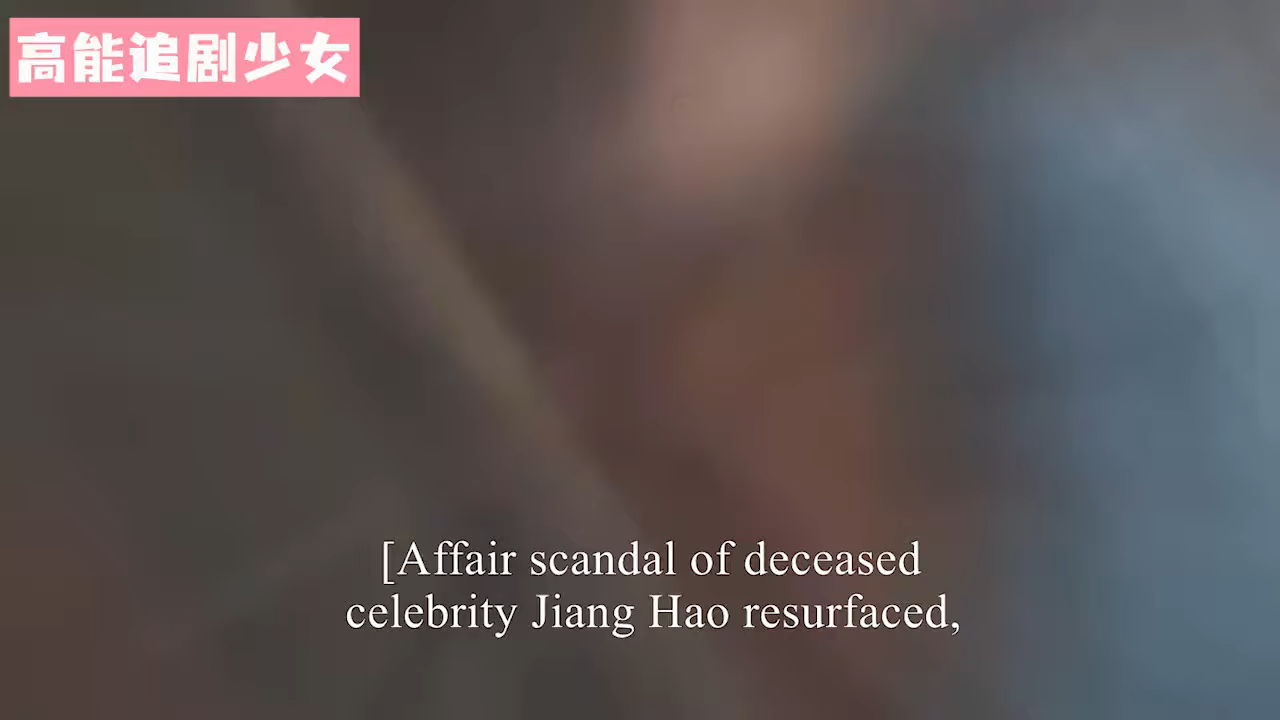 高能追剧少女
[Affair scandal of deceased
celebrity Jiang Hao resurfaced,